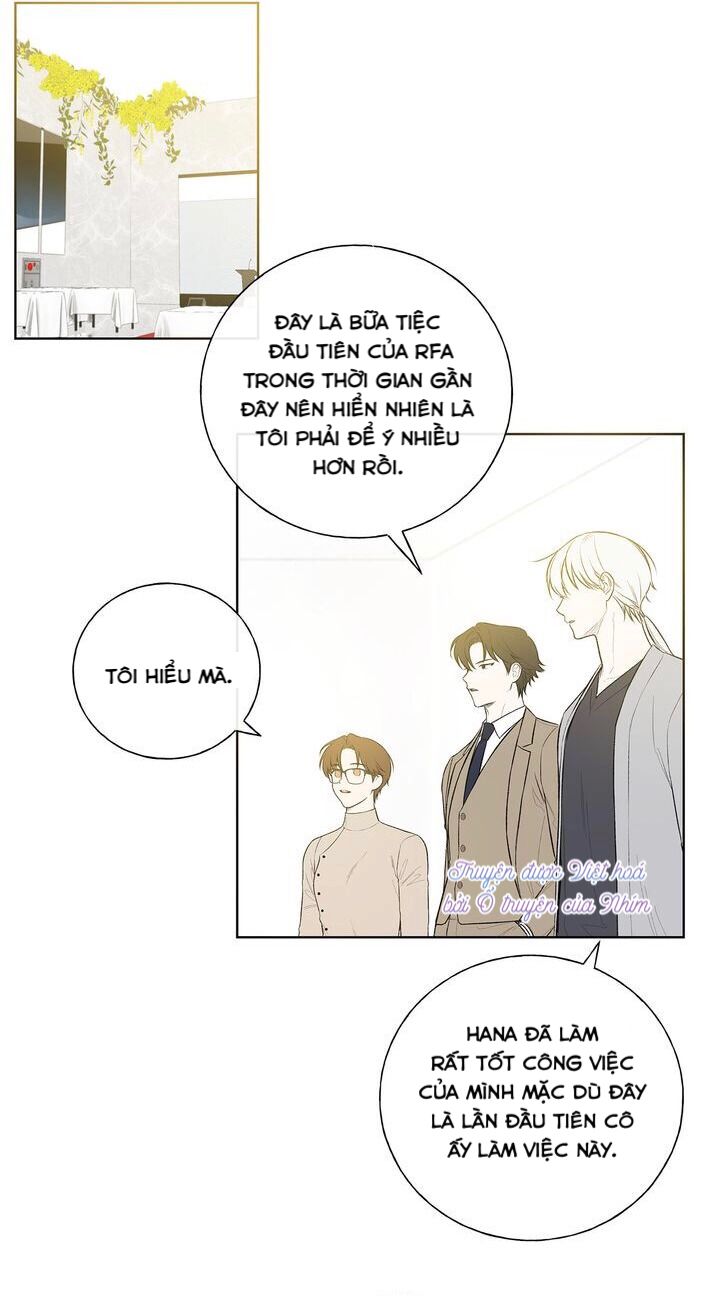 ĐÂY LÀ BỮA TIỆC
ĐẦU TIÊN CỦA RFA
TRONG THỜI GIAN GẦN
ĐÂY NÊN HIỂN NHIÊN LÀ
TÔI PHẢI ĐỂ Ý NHIỀU
HƠN RỒI.
TÔI HIỂU MÀ.
Truyện được Việt hoá
bởi Ổ truyện của Nhím
HANA ĐÃ LÀM
RẤT TỐT CÔNG VIỆC
CỦA MÌNH MẶC DÙ ĐÂY
LÀ LẦN ĐẦU TIÊN CÔ
ẤY LÀM VIỆC NÀY.